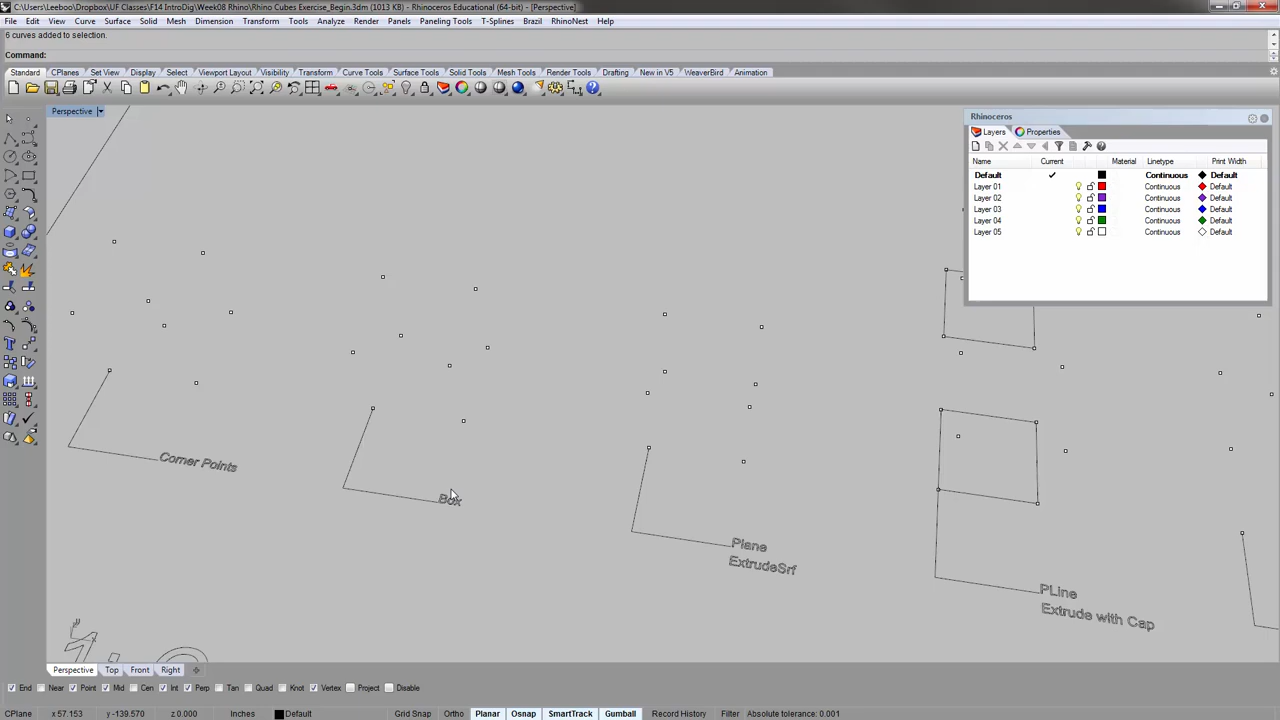 C:\Users\Leeboo\Dropbox\UF Classes\F14 IntroDig\Week08 Rhino\Rhino Cubes Exercise_Begin.3dm (1013 KB) - Rhinoceros Educational (64-bit) - [Perspective]
File Edit View Curve Surface Solid Mesh Dimension Transform Tools Analyze Render Panels Paneling Tools T-Splines Brazil RhinoNest Help
6 curves added to selection.
Command:
Standard CPlanes Set View Display Select Viewport Layout Visibility Transform Curve Tools Surface Tools Solid Tools Mesh Tools Render Tools Drafting New in V5 WeaverBird Animation
Perspective
Rhinoceros
Layers Properties
Name Current Material Linetype Print Width
Default Continuous Default
Layer 01 Continuous Default
Layer 02 Continuous Default
Layer 03 Continuous Default
Layer 04 Continuous Default
Layer 05 Continuous Default
Corner Points
Box
Plane
ExtrudeSrf
PLine
Extrude with Cap
Perspective Top Front Right
End Near Point Mid Cen Int Perp Tan Quad Knot Vertex Project Disable
CPlane x 57.153 y -139.570 z 0.000 Inches Default Grid Snap Ortho Planar Osnap SmartTrack Gumball Record History Filter Absolute tolerance: 0.001